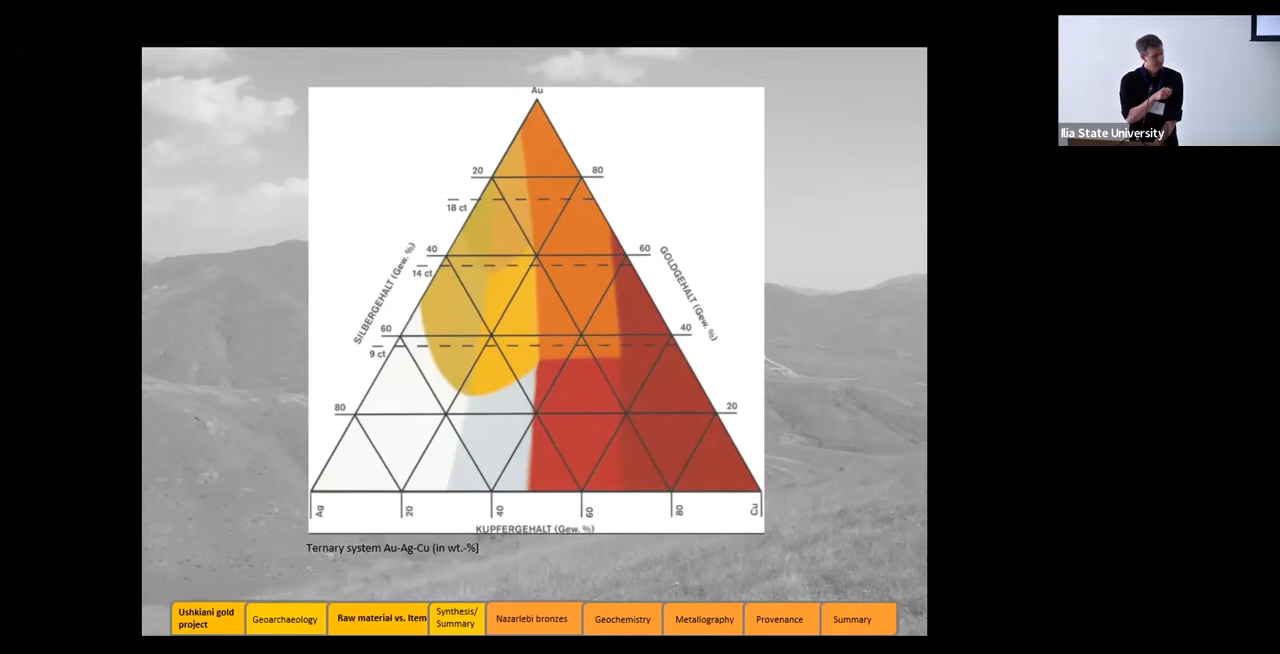 Au
20
80
18 ct
40
60
14 ct
SILBERGEHALT (Gew. %)
GOLDGEHALT (Gew. %)
60
40
9 ct
80
20
Ag
20
40
60
80
Cu
KUPFERGEHALT (Gew. %)
Ternary system Au-Ag-Cu (in wt.-%]
Ushkiani gold
project
Geoarchaeology
Raw material vs. Item
Synthesis/
Summary
Nazarlebi bronzes
Geochemistry
Metallography
Provenance
Summary
Ilia State University